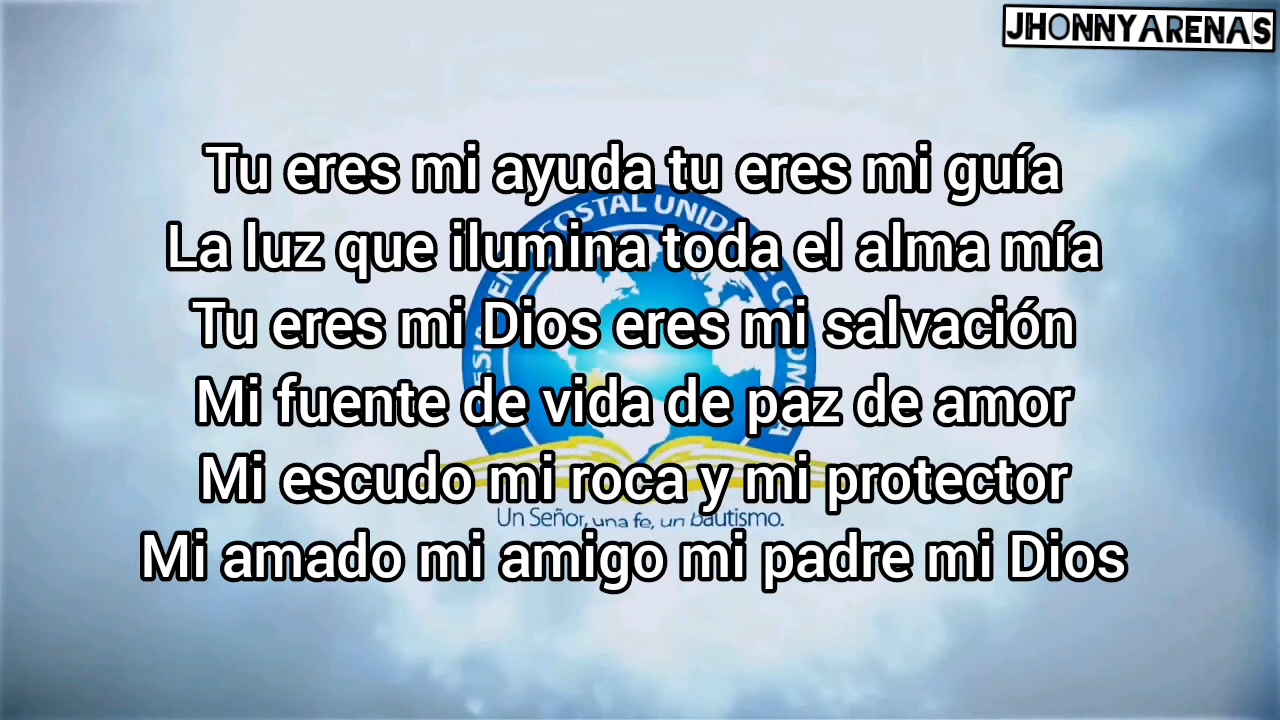 JHONNYARENAS
Tu eres mi ayuda tu eres mi guía
La luz que ilumina toda el alma mía
Tu eres mi Dios eres mi salvación
Mi fuente de vida de paz de amor
Mi escudo mi roca y mi protector
Un Señor, una fe, un bautismo.
Mi amado mi amigo mi padre mi Dios